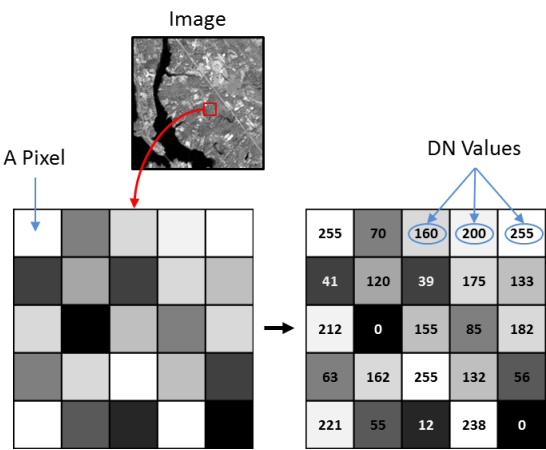 Image
A Pixel
DN Values
255 70 160 200 255
41 120 39 175 133
212 0 155 85 182
63 162 255 132 56
221 55 12 238 0